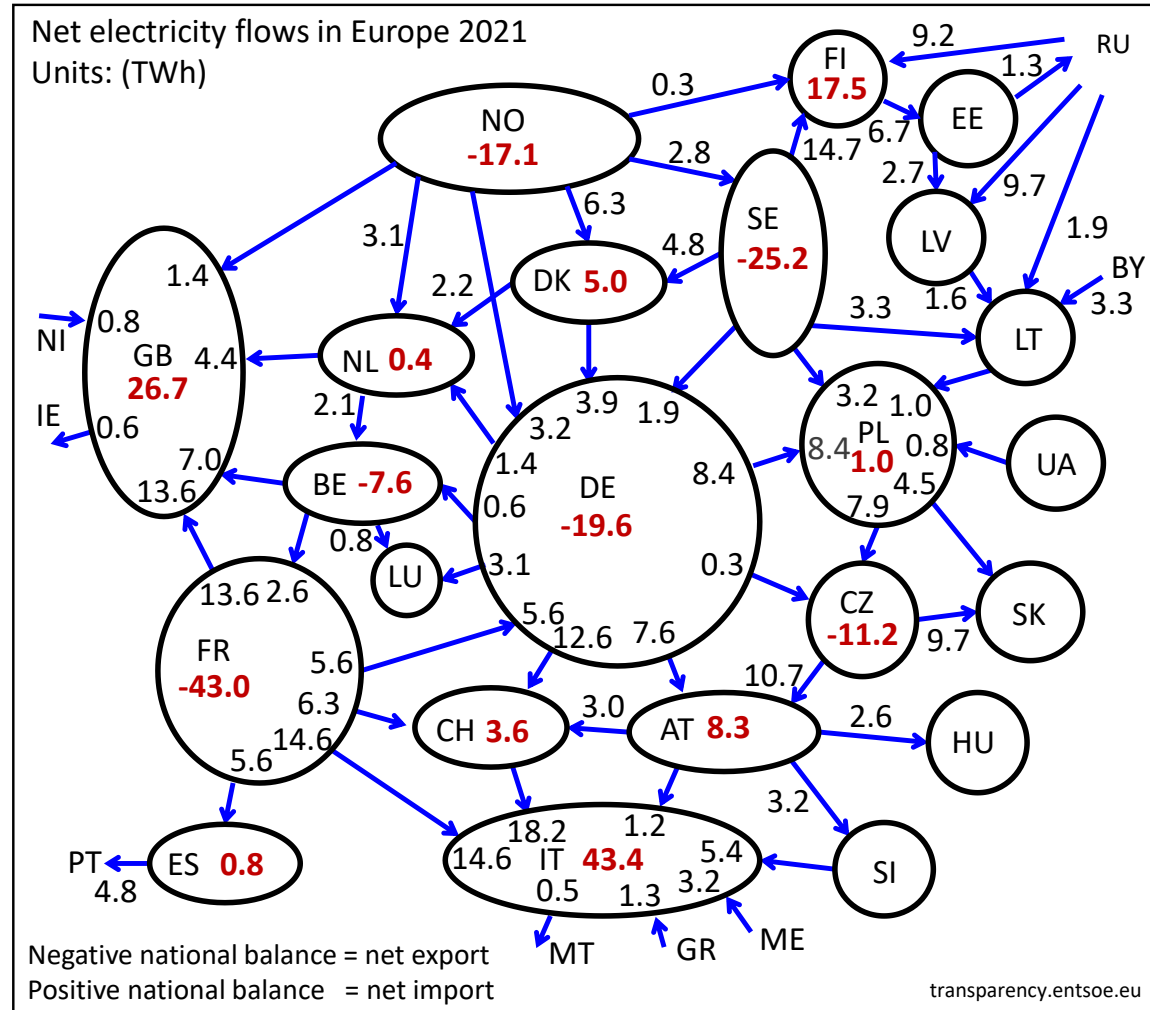 Net electricity flows in Europe 2021
Units: (TWh)
9.2
RU
FI
17.5
1.3
0.3
NO
-17.1
EE
6.7
14.7
2.8
2.7
9.7
6.3
SE
-25.2
3.1
4.8
LV
1.9
BY
3.3
1.4
DK 5.0
2.2
1.6
3.3
NI
0.8
GB
26.7
4.4
NL 0.4
LT
IE
0.6
2.1
3.9
1.9
3.2
3.2
1.0
PL
1.0
8.4
0.8
4.5
7.9
UA
7.0
13.6
BE -7.6
1.4
0.6
DE
-19.6
8.4
0.8
LU
3.1
0.3
CZ
-11.2
9.7
SK
13.6
2.6
FR
-43.0
5.6
6.3
14.6
5.6
5.6
12.6
7.6
10.7
CH 3.6
3.0
AT 8.3
2.6
HU
3.2
PT
4.8
ES 0.8
18.2
1.2
14.6
IT 43.4
5.4
0.5
1.3
3.2
SI
MT
GR
ME
Negative national balance = net export
Positive national balance = net import
transparency.entsoe.eu